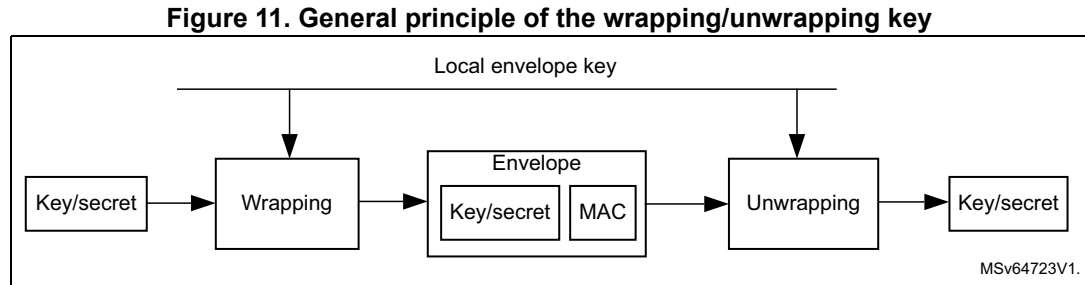 Figure 11. General principle of the wrapping/unwrapping key
Local envelope key
Envelope
Key/secret
Wrapping
Key/secret
MAC
Unwrapping
Key/secret
MSv64723V1.